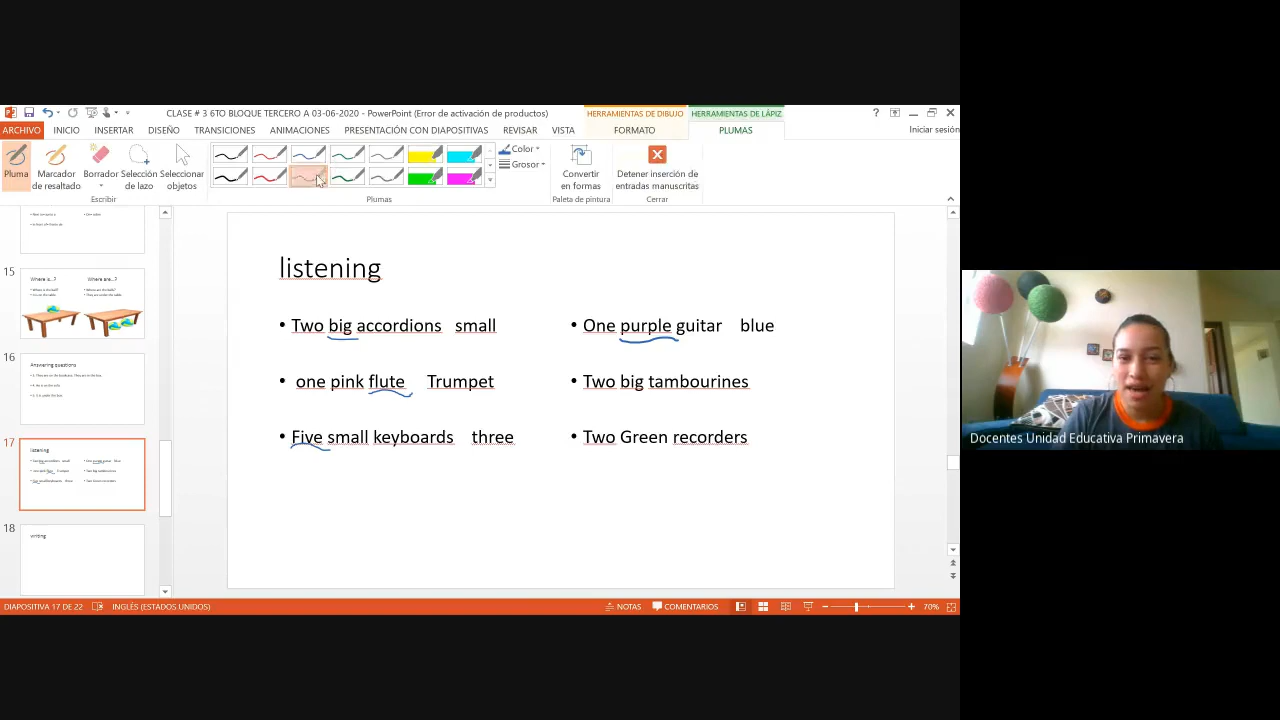 CLASE # 3 6TO BLOQUE TERCERO A 03-06-2020 - PowerPoint (Error de activación de productos)
HERRAMIENTAS DE DIBUJO
HERRAMIENTAS DE LÁPIZ
ARCHIVO INICIO INSERTAR DISEÑO TRANSICIONES ANIMACIONES PRESENTACIÓN CON DIAPOSITIVAS REVISAR VISTA FORMATO PLUMAS
Iniciar sesión
Pluma
Marcador de resaltado
Borrador
Selección de lazo
Seleccionar objetos
Escribir
Plumas
Color
Grosor
Convertir en formas
Paleta de pintura
Detener inserción de entradas manuscritas
Cerrar
15
Where is...? Where are...?
16
Answering questions
17
listening
18
writing
listening
• Two big accordions small
• one pink flute Trumpet
• Five small keyboards three
• One purple guitar blue
• Two big tambourines
• Two Green recorders
Docentes Unidad Educativa Primavera
DIAPOSITIVA 17 DE 22 INGLÉS (ESTADOS UNIDOS) NOTAS COMENTARIOS 70%